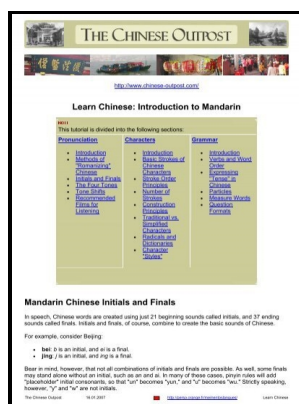 THE CHINESE OUTPOST
http://www.chinese-outpost.com/
Learn Chinese: Introduction to Mandarin
This tutorial is divided into the following sections:
Pronunciation
Introduction
Methods of
"Romanizing"
Chinese
Initials and Finals
The Four Tones
Tone Shifts
Recommended
Films for
Listening
Characters
Introduction
Basic Strokes of
Chinese
Characters
Stroke Order
Principles
Number of
Strokes
Construction
Principles
Traditional vs.
Simplified
Characters
Radicals and
Dictionaries
Character
"Styles"
Grammar
Introduction
Verbs and Word
Order
Expressing
"Tense" in
Chinese
Particles
Measure Words
Question
Formats
Mandarin Chinese Initials and Finals
In speech, Chinese words are created using just 21 beginning sounds called initials, and 37 ending
sounds called finals. Initials and finals, of course, combine to create the basic sounds of Chinese.
For example, consider Beijing:
bei: b is an initial, and ei is a final.
jing: j is an initial, and ing is a final.
Bear in mind, however, that not all combinations of initials and finals are possible. As well, some finals
may stand alone without an initial, such as an and ai. In many of these cases, pinyin rules will add
"placeholder" initial consonants, so that "un" becomes "yun," and "u" becomes "wu." Strictly speaking,
however, "y" and "w" are not initials.
Learn Chinese
The Chinese Outpost